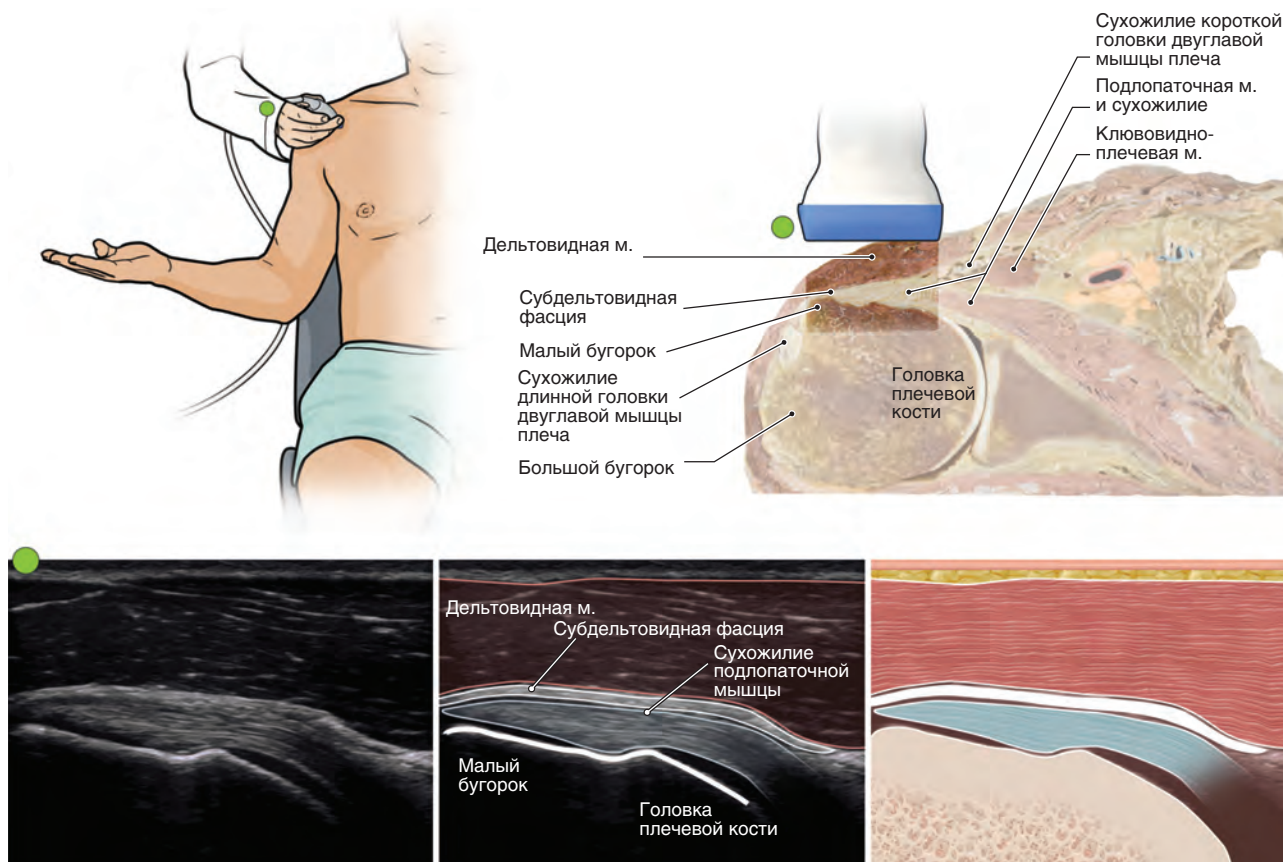 Сухожилие короткой
головки двуглавой
мышцы плеча
Подлопаточная м.
и сухожилие
Клювовидно-
плечевая м.
Дельтовидная м.
Субдельтовидная
фасция
Малый бугорок
Сухожилие
длинной головки
двуглавой мышцы
плеча
Большой бугорок
Головка
плечевой
кости
Дельтовидная м.
Субдельтовидная фасция
Сухожилие
подлопаточной
мышцы
Малый
бугорок
Головка
плечевой кости